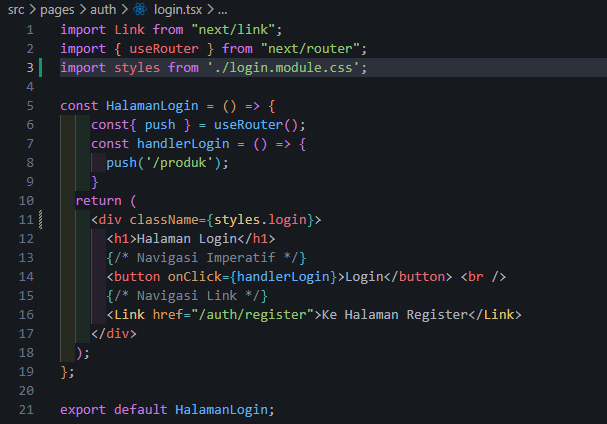 src > pages > auth > login.tsx > ...
1 import Link from "next/link";
2 import { useRouter } from "next/router";
3 import styles from './login.module.css';
4
5 const HalamanLogin = () => {
6     const{ push } = useRouter();
7     const handlerLogin = () => {
8       push('/produk');
9     }
10   return (
11     <div className={styles.login}>
12       <h1>Halaman Login</h1>
13       {/* Navigasi Imperatif */}
14       <button onClick={handlerLogin}>Login</button> <br />
15       {/* Navigasi Link */}
16       <Link href="/auth/register">Ke Halaman Register</Link>
17     </div>
18   );
19 };
20
21 export default HalamanLogin;